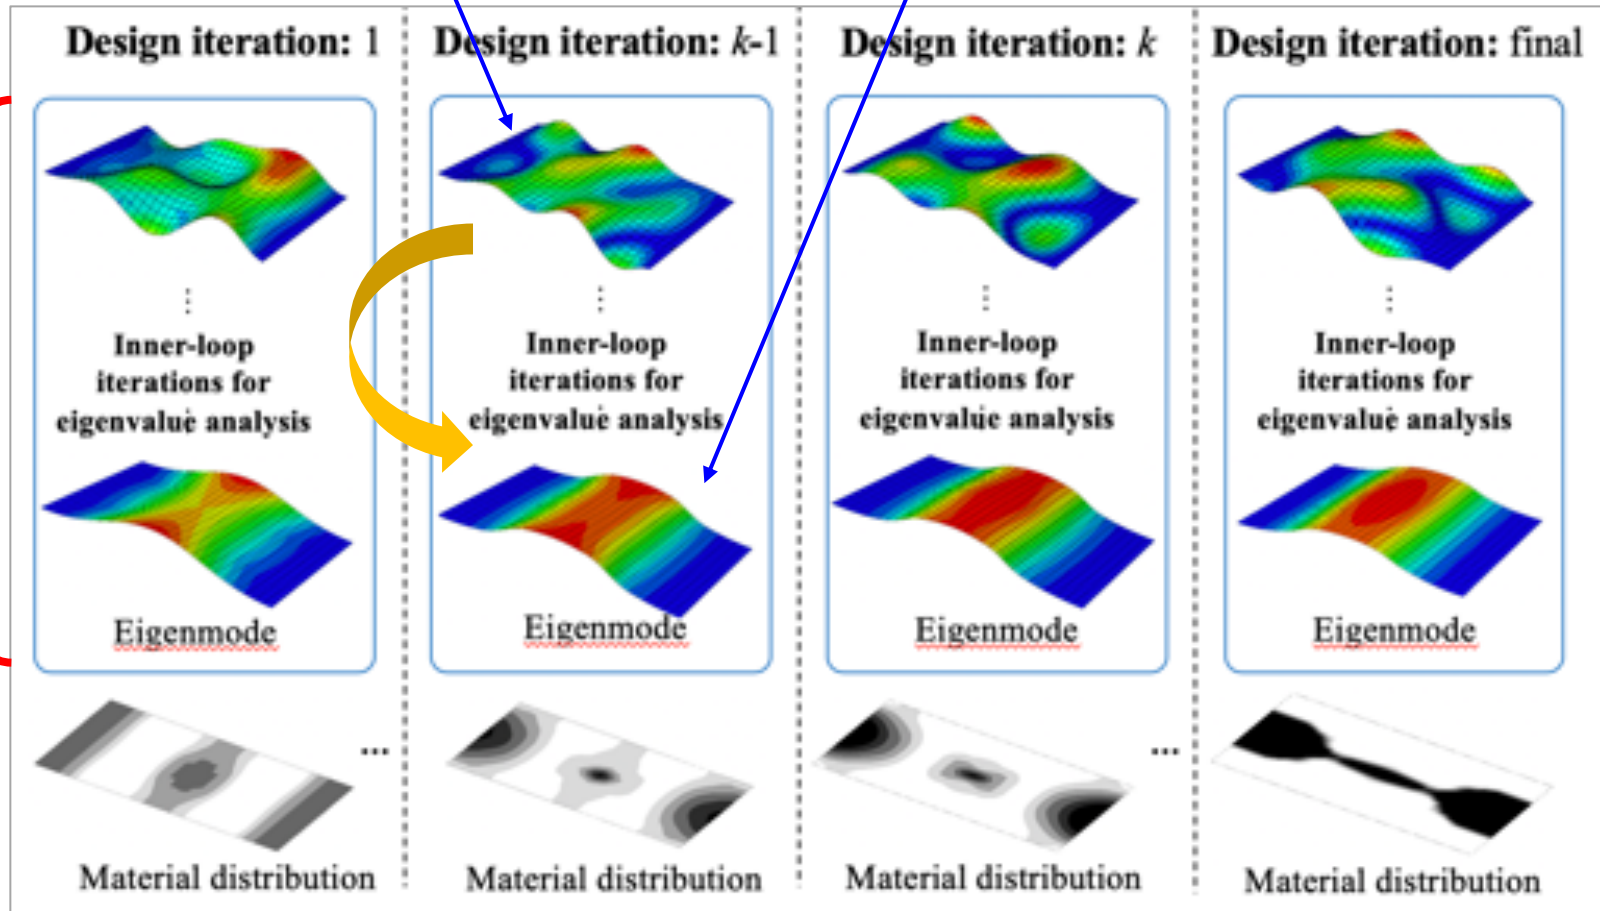 Design iteration: 1
Inner-loop
iterations for
eigenvalue analysis
Eigenmode
Material distribution
...
Design iteration: k-1
Inner-loop
iterations for
eigenvalue analysis
Eigenmode
Material distribution
Design iteration: k
Inner-loop
iterations for
eigenvalue analysis
Eigenmode
Material distribution
...
Design iteration: final
Inner-loop
iterations for
eigenvalue analysis
Eigenmode
Material distribution